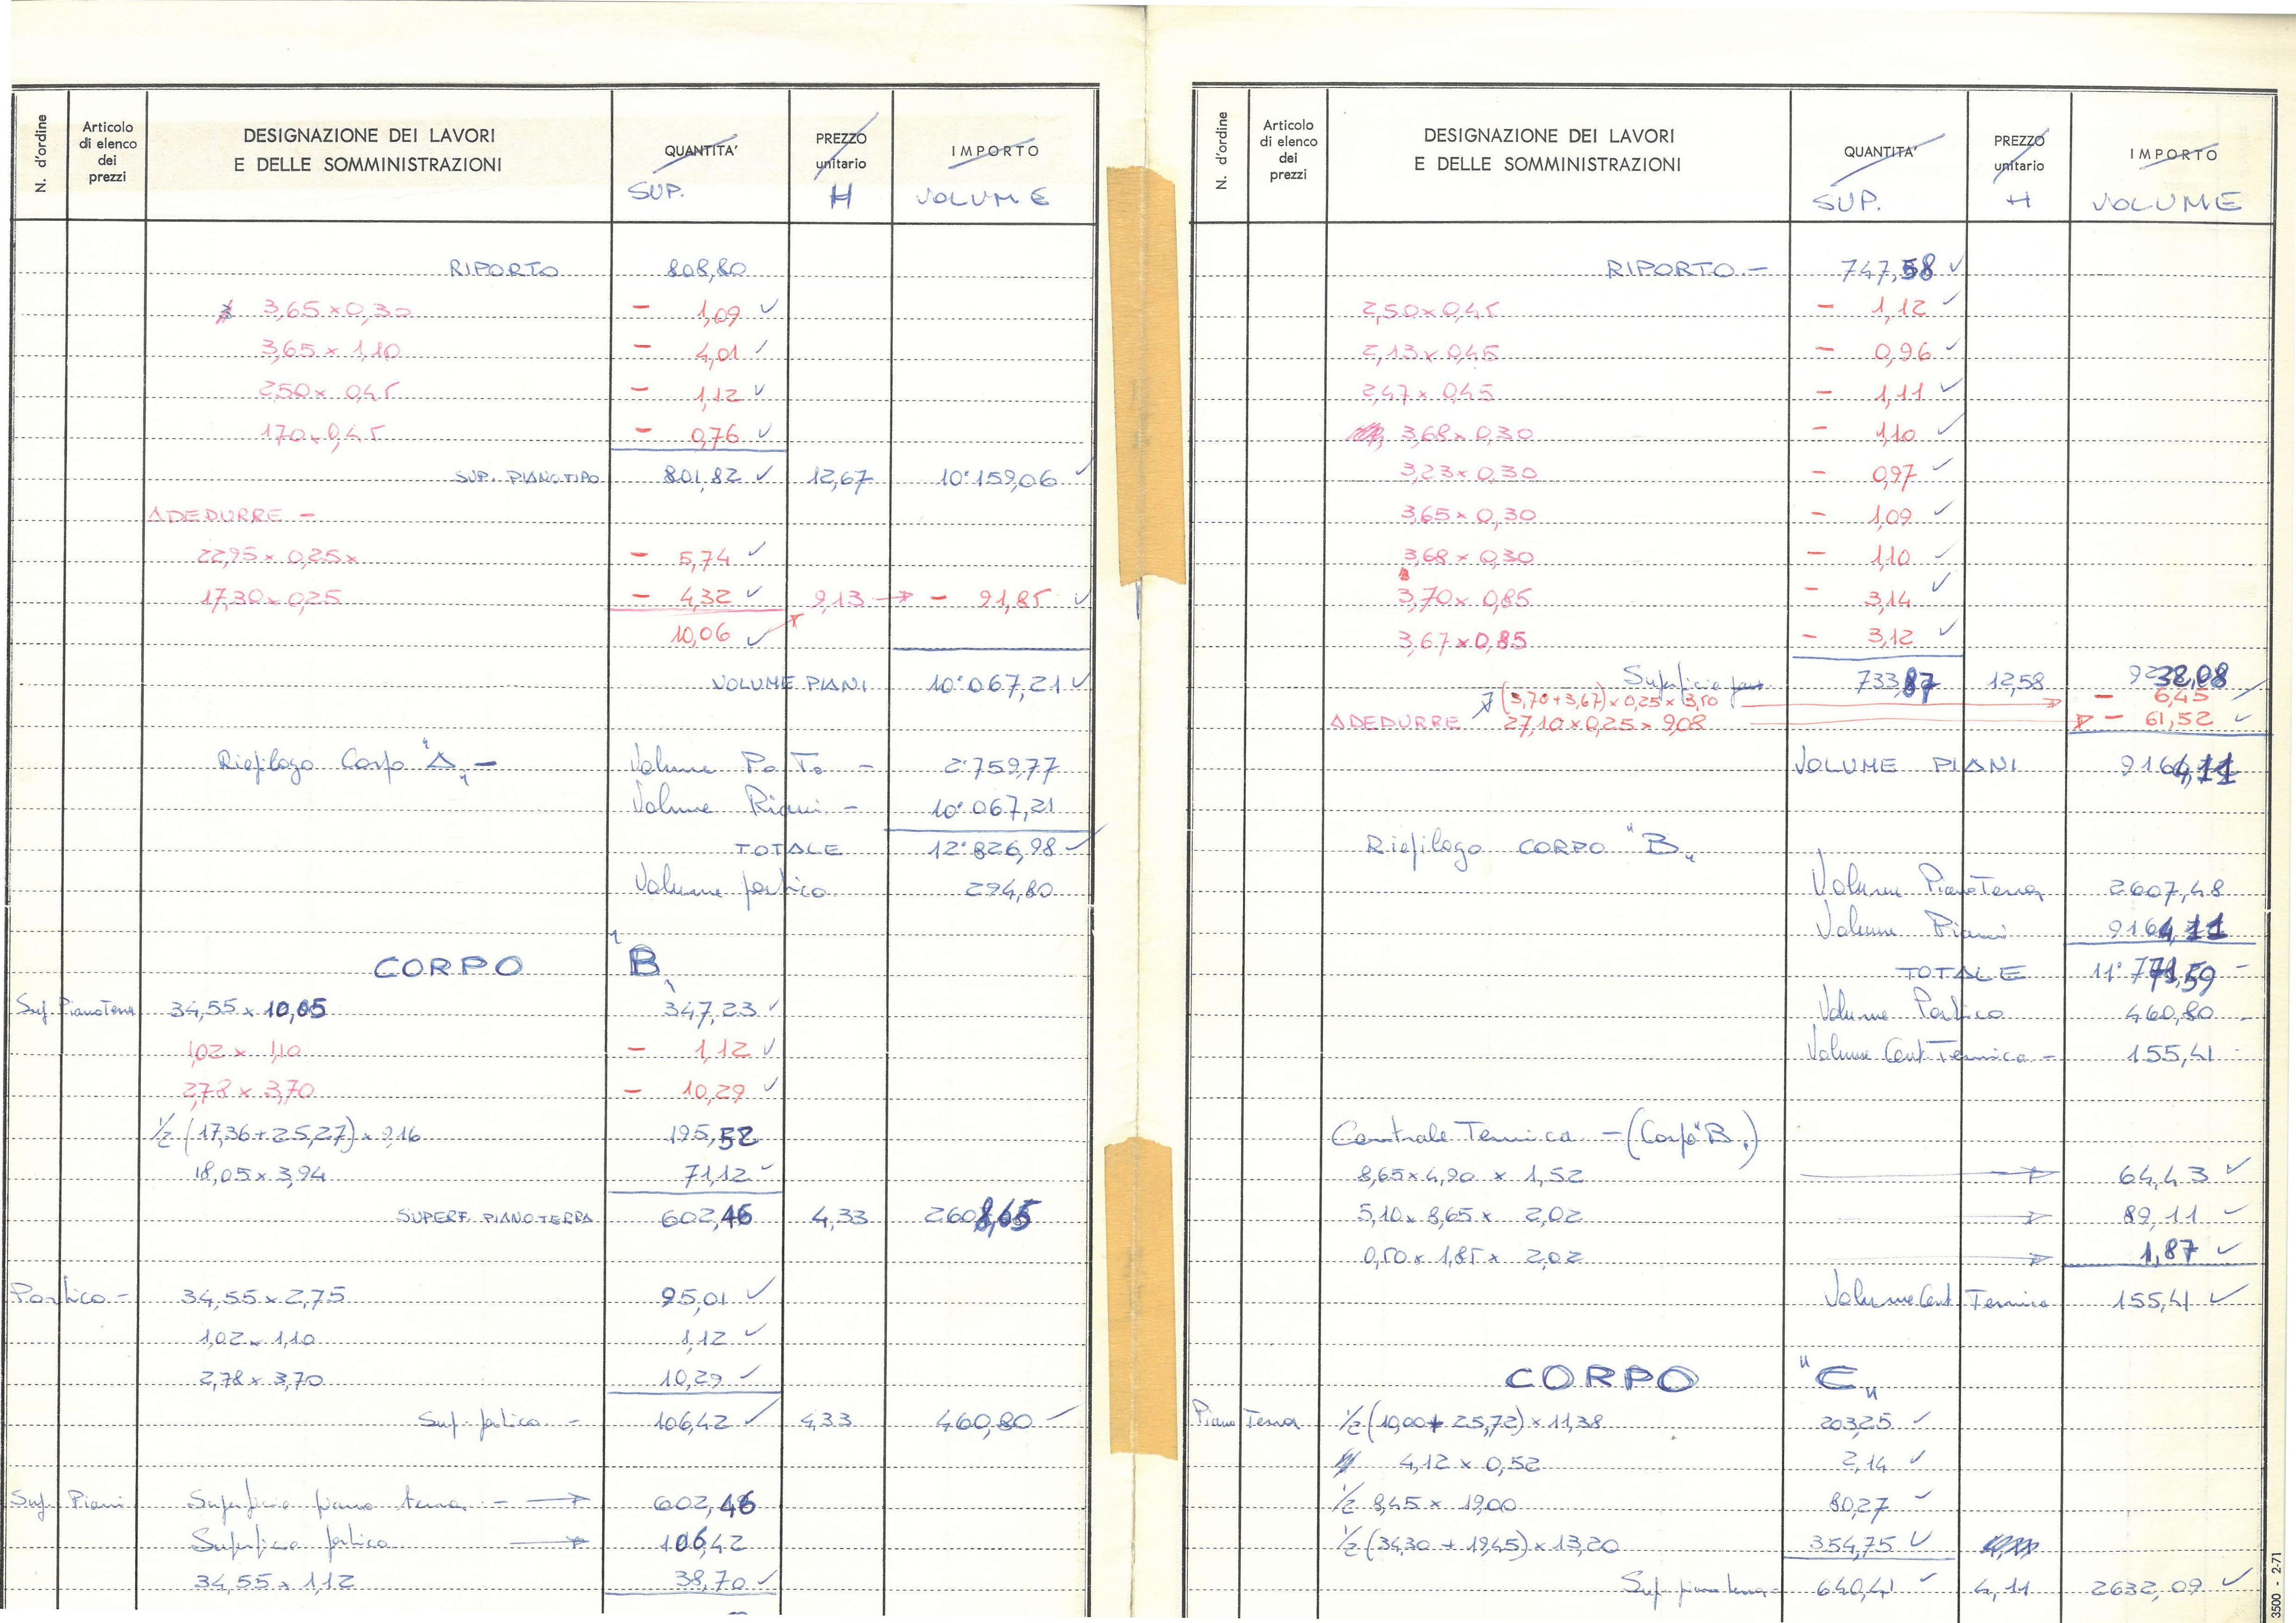 N. d'ordine
Articolo di elenco dei prezzi
DESIGNAZIONE DEI LAVORI E DELLE SOMMINISTRAZIONI
QUANTITA'
PREZZO unitario
IMPORTO
SUP. H VOLUME
RIPORTO 808,80
3,65 x 0,30 - 1,09 ✓
3,65 x 1,10 - 4,01 ✓
2,50 x 0,45 - 1,12 ✓
1,70 x 0,45 - 0,76 ✓
SUP. PIANO TIPO 801,82 ✓ 12,67 10'159,06 ✓
A DEDURRE -
22,95 x 0,25 x - 5,74 ✓
17,30 x 0,25 - 4,32 ✓ 9,13 → - 91,85 ✓
10,06 ✓
VOLUME PIANI 10'067,21 ✓
Riepilogo Corpo "A" - Volume Po To - 2'759,77
Volume Piani - 10'067,21
TOTALE 12'826,98 ✓
Volume portico 294,80
CORPO "B"
Sup. Piano Terra 34,55 x 10,05 347,23 ✓
1,02 x 1,10 - 1,12 ✓
2,78 x 3,70 - 10,29 ✓
1/2 (17,36 + 25,27) x 9,16 195,52
18,05 x 3,94 71,12 ✓
SUPERF. PIANO TERRA 602,46 4,33 2608,65
Portico - 34,55 x 2,75 95,01 ✓
1,02 x 1,10 1,12 ✓
2,78 x 3,70 10,29 ✓
Sup. portico - 106,42 ✓ 4,33 460,80 ✓
Sup. Piani Superficie piano terra - → 602,46
Superficie portico → 106,42
34,55 x 1,12 38,70 ✓
N. d'ordine
Articolo di elenco dei prezzi
DESIGNAZIONE DEI LAVORI E DELLE SOMMINISTRAZIONI
QUANTITA'
PREZZO unitario
IMPORTO
SUP. H VOLUME
RIPORTO - 747,58 ✓
2,50 x 0,45 - 1,12 ✓
2,13 x 0,45 - 0,96 ✓
2,47 x 0,45 - 1,11 ✓
3,68 x 0,30 - 1,10 ✓
3,23 x 0,30 - 0,97 ✓
3,65 x 0,30 - 1,09 ✓
3,68 x 0,30 - 1,10 ✓
3,70 x 0,85 - 3,14 ✓
3,67 x 0,85 - 3,12 ✓
Superficie 733,87 12,58 9232,08
(3,70 + 3,67) x 0,25 x 3,50 → - 6,45 ✓
A DEDURRE 27,10 x 0,25 x 9,08 → - 61,52 ✓
VOLUME PIANI 9164,11
Riepilogo CORPO "B"
Volume Piano Terra 2607,48
Volume Piani 9164,11
TOTALE 11'771,59 -
Volume Portico 460,80 -
Volume Cent. Termica - 155,41 -
Centrale Termica - (Corpo "B")
8,65 x 4,90 x 1,52 → 64,43 ✓
5,10 x 8,65 x 2,02 → 89,11 ✓
0,50 x 1,85 x 2,02 → 1,87 ✓
Volume Cent. Termica 155,41 ✓
CORPO "C"
Piano Terra 1/2 (10,00 + 25,72) x 11,38 203,25 ✓
4,12 x 0,52 2,14 ✓
1/2 8,45 x 19,00 80,27 ✓
1/2 (34,30 + 19,45) x 13,20 354,75 ✓
Sup. piano terra - 640,41 ✓ 4,11 2632,09 ✓
3500 - 2-71